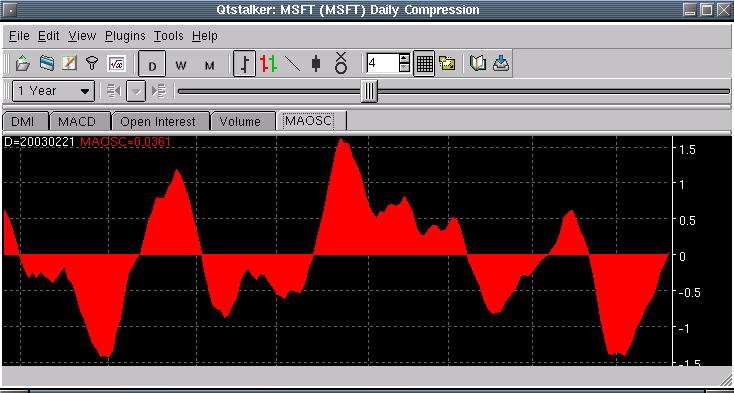 Qtstalker: MSFT (MSFT) Daily Compression
File Edit View Plugins Tools Help
D W M 4
1 Year
DMI MACD Open Interest Volume MAOSC
D=20030221 MAOSC=0.0361
1.5
1
0.5
0
-0.5
-1
-1.5